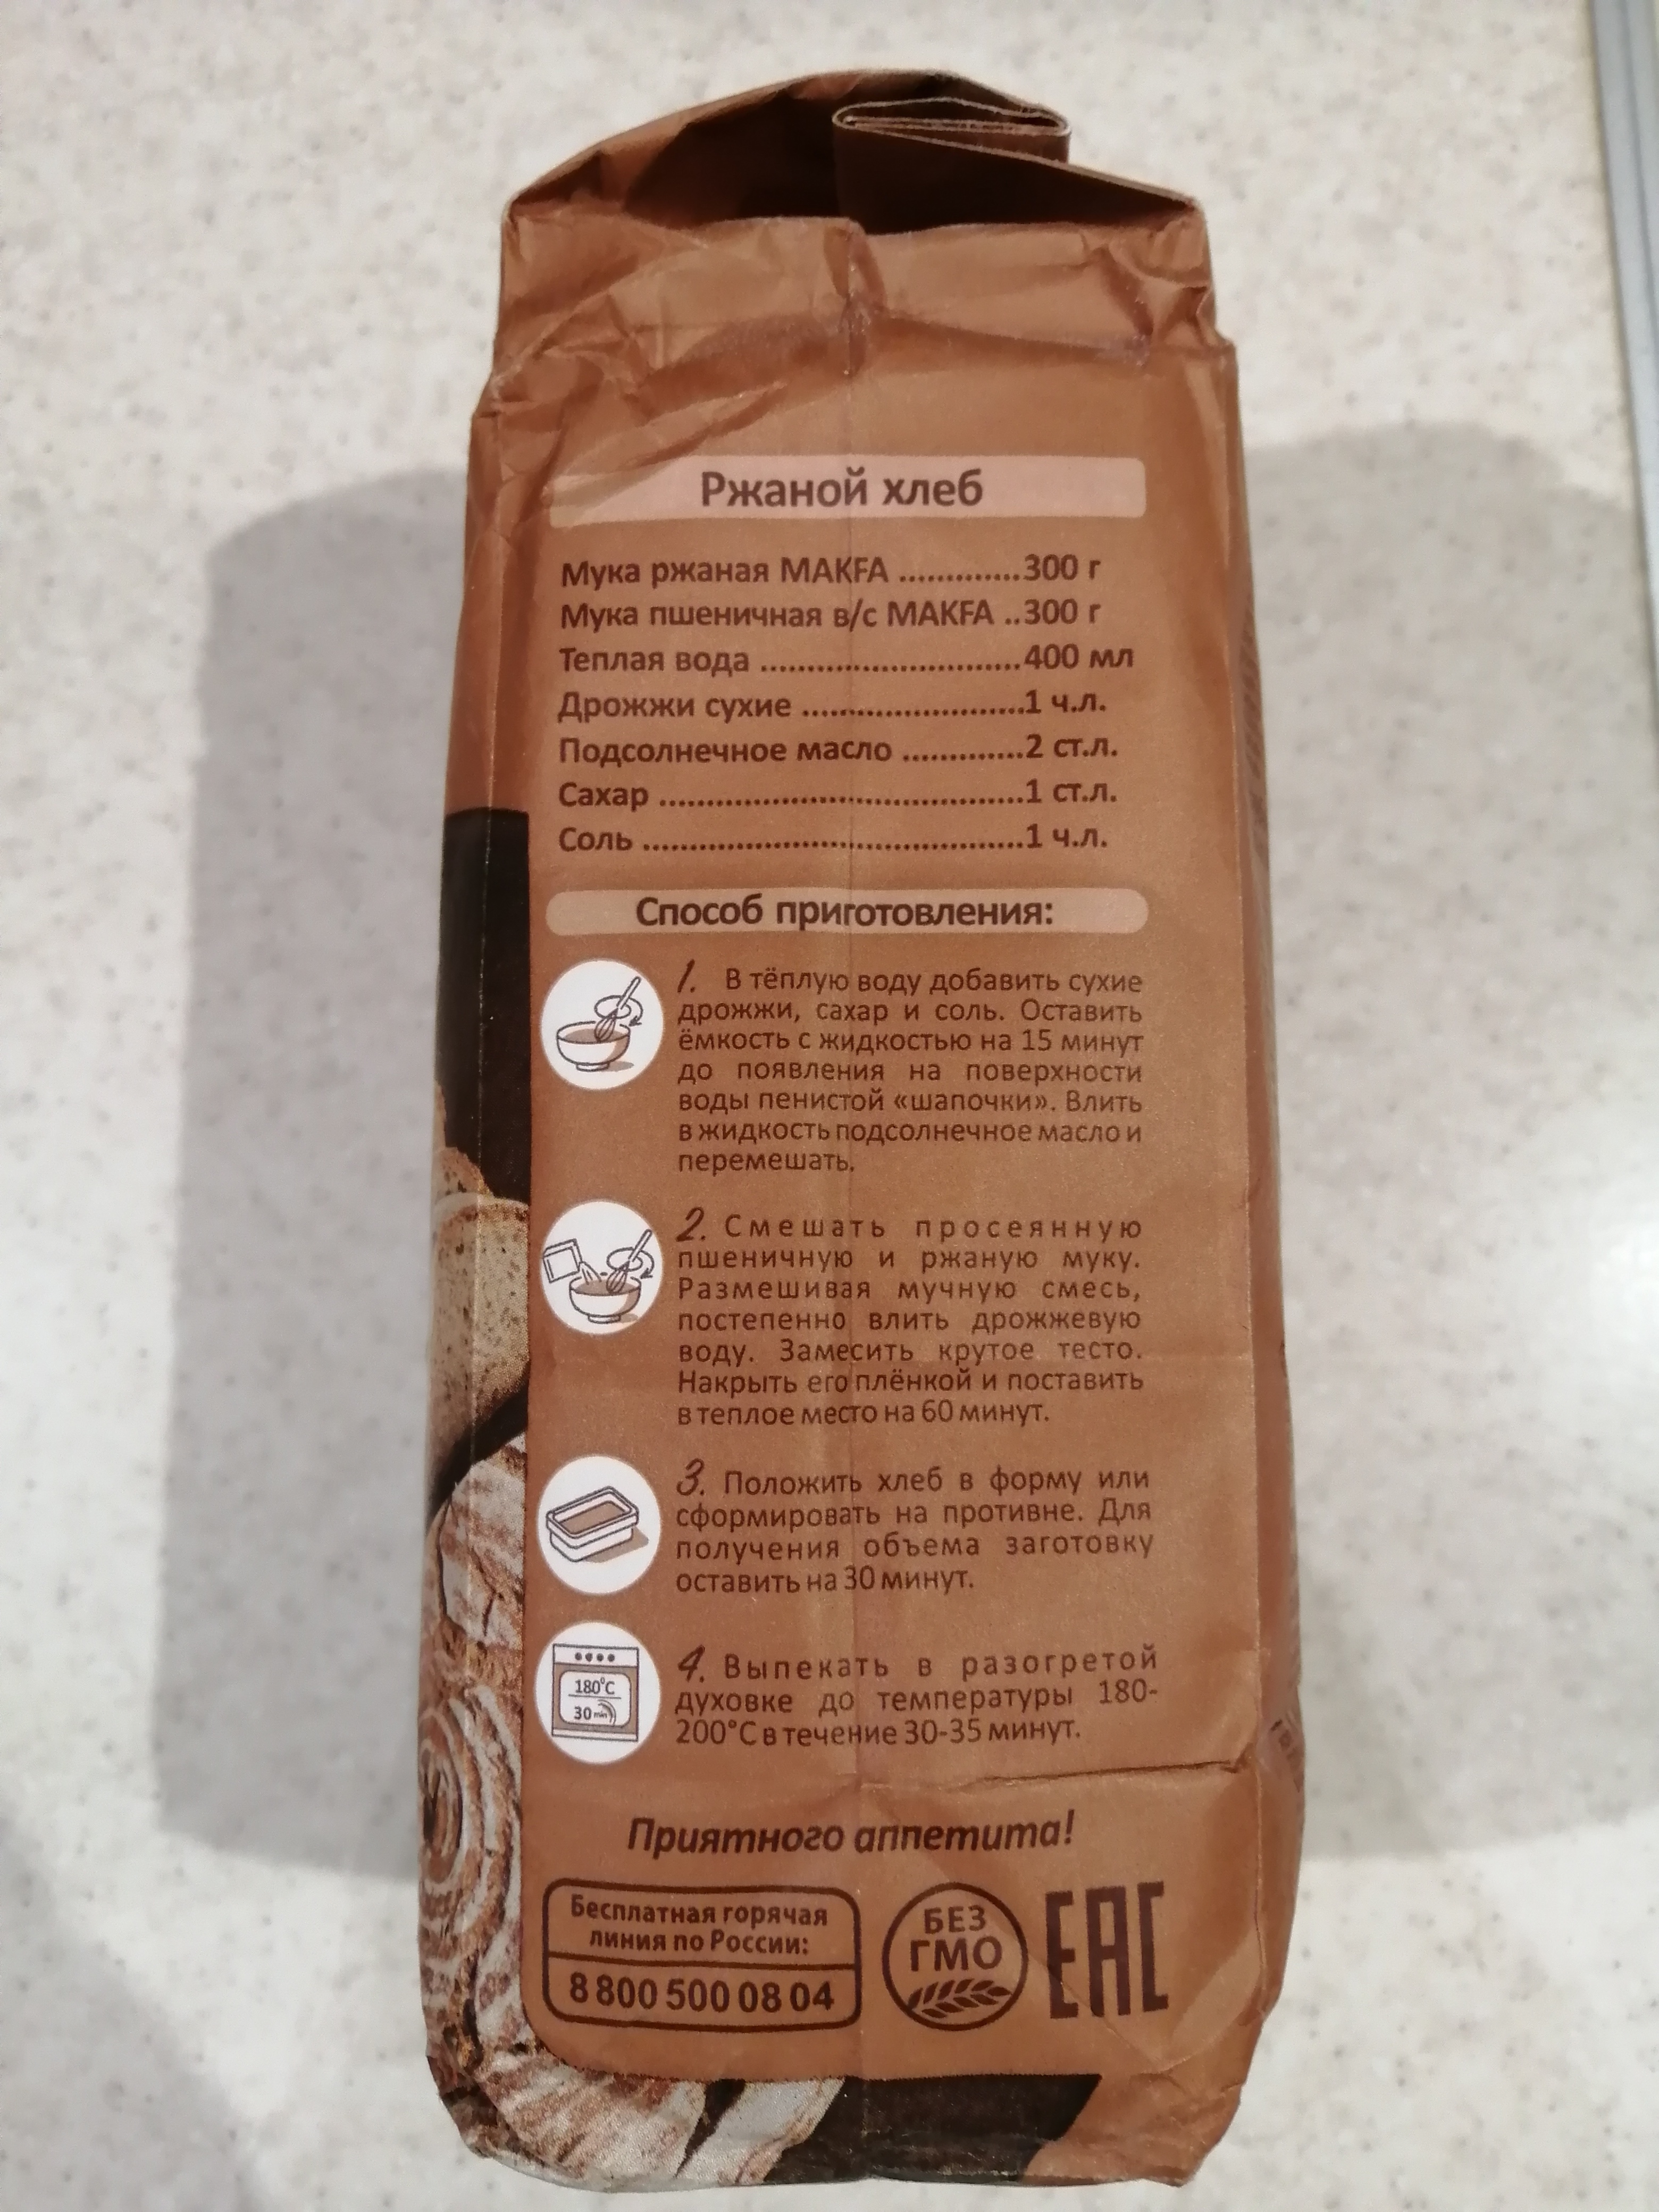 Ржаной хлеб
Мука ржаная MAKFA .............300 г
Мука пшеничная в/с MAKFA ..300 г
Теплая вода ............................400 мл
Дрожжи сухие ........................1 ч.л.
Подсолнечное масло .............2 ст.л.
Сахар .......................................1 ст.л.
Соль .........................................1 ч.л.
Способ приготовления:
1. В тёплую воду добавить сухие
дрожжи, сахар и соль. Оставить
ёмкость с жидкостью на 15 минут
до появления на поверхности
воды пенистой «шапочки». Влить
в жидкость подсолнечное масло и
перемешать.
2. Смешать просеянную
пшеничную и ржаную муку.
Размешивая мучную смесь,
постепенно влить дрожжевую
воду. Замесить крутое тесто.
Накрыть его плёнкой и поставить
в теплое место на 60 минут.
3. Положить хлеб в форму или
сформировать на противне. Для
получения объема заготовку
оставить на 30 минут.
180°C
30 min
4. Выпекать в разогретой
духовке до температуры 180-
200°С в течение 30-35 минут.
Приятного аппетита!
Бесплатная горячая
линия по России:
8 800 500 08 04
БЕЗ
ГМО
EAC